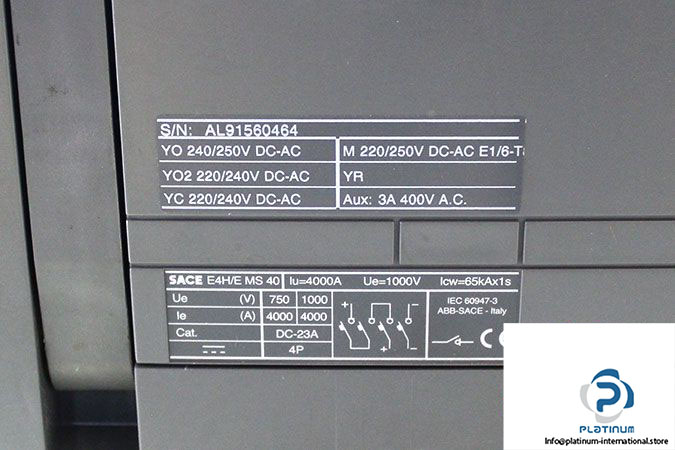 S/N: AL91560464
YO 240/250V DC-AC
M 220/250V DC-AC E1/6-T
YO2 220/240V DC-AC
YR
YC 220/240V DC-AC
Aux: 3A 400V A.C.
SACE E4H/E MS 40 Iu=4000A Ue=1000V Icw=65kAx1s
Ue (V) 750 1000
Ie (A) 4000 4000
Cat. DC-23A
4P
+ −
+ −
IEC 60947-3
ABB-SACE - Italy
CE
PLATINUM
Info@platinum-international.store